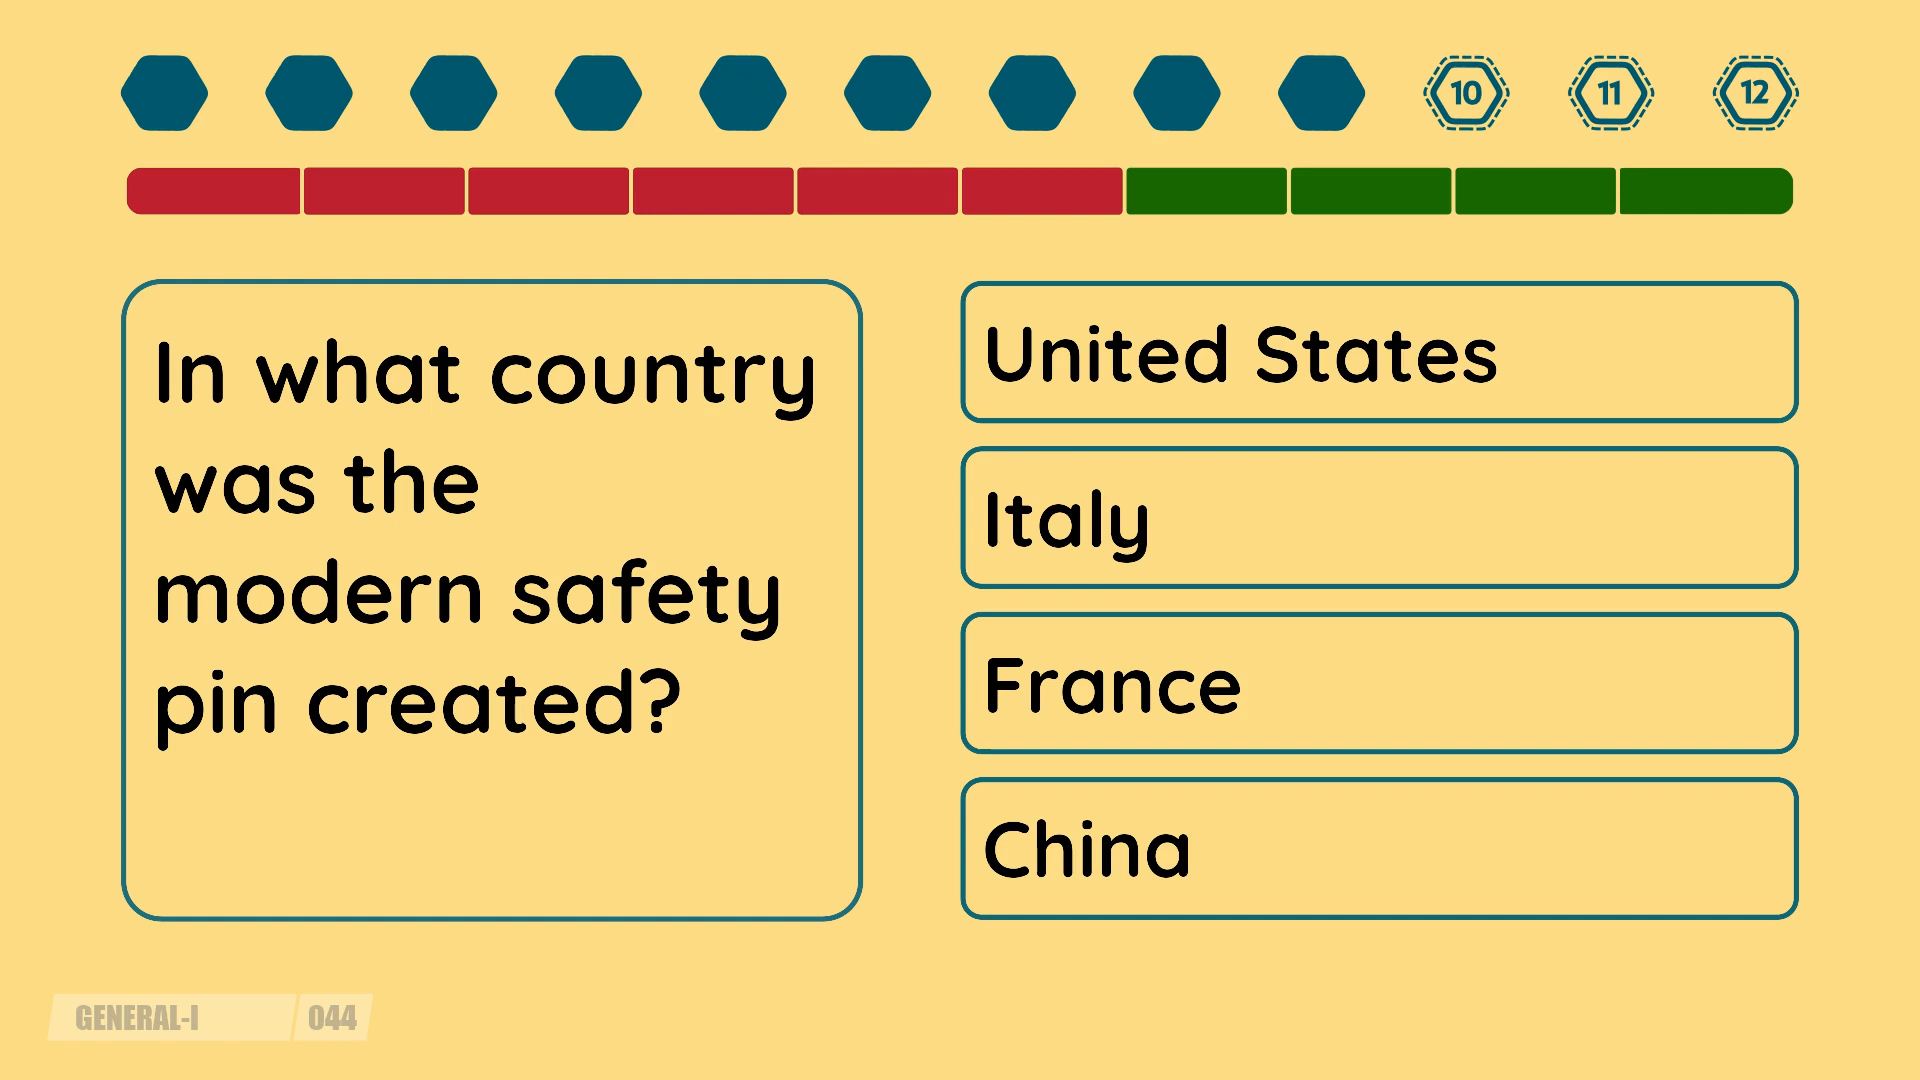 10 11 12
In what country
was the
modern safety
pin created?
United States
Italy
France
China
GENERAL-I 044